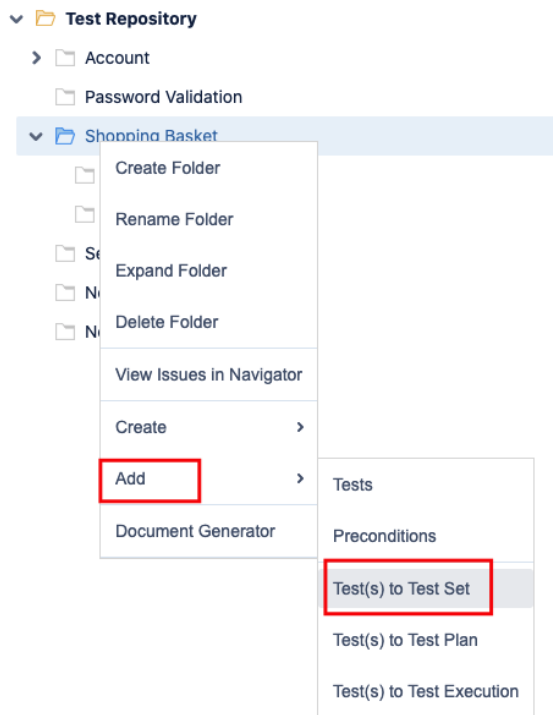 Test Repository
Account
Password Validation
Shopping Basket
Create Folder
Rename Folder
Expand Folder
Delete Folder
View Issues in Navigator
Create
Add
Document Generator
Tests
Preconditions
Test(s) to Test Set
Test(s) to Test Plan
Test(s) to Test Execution